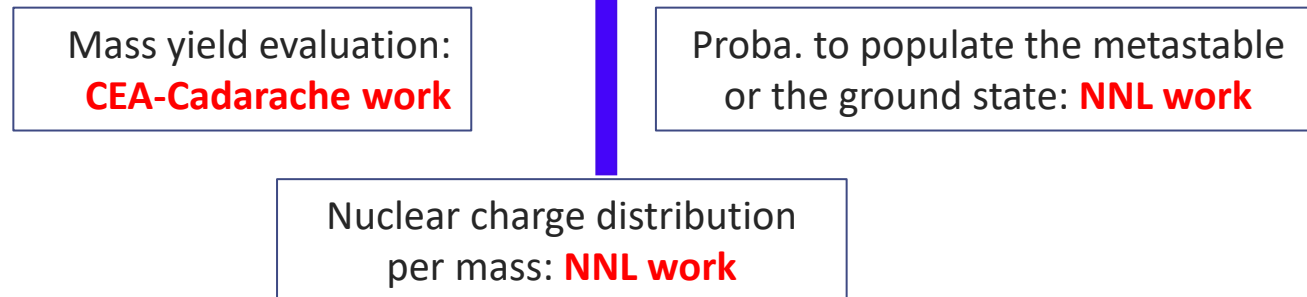 Mass yield evaluation:
CEA-Cadarache work
Proba. to populate the metastable
or the ground state: NNL work
Nuclear charge distribution
per mass: NNL work